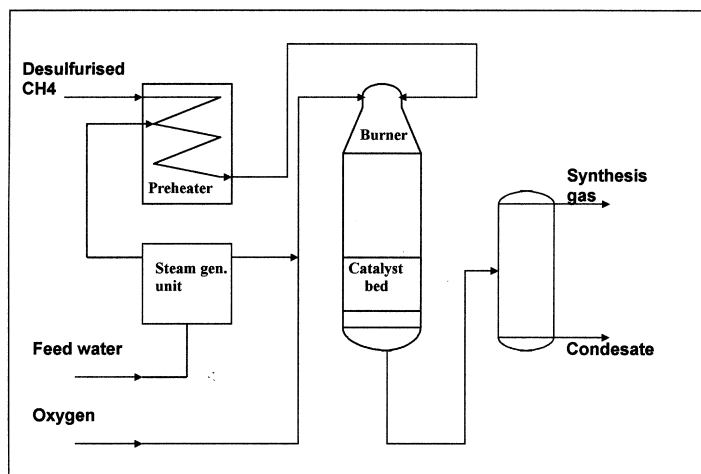 Desulfurised
CH4
Preheater
Burner
Synthesis
gas
Steam gen.
unit
Catalyst
bed
Feed water
Condesate
Oxygen